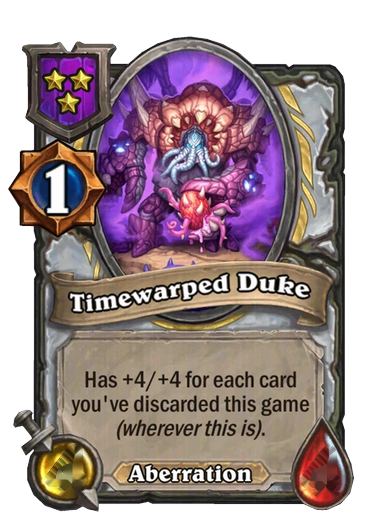 1
Timewarped Duke
Has +4/+4 for each card
you've discarded this game
(wherever this is).
Aberration